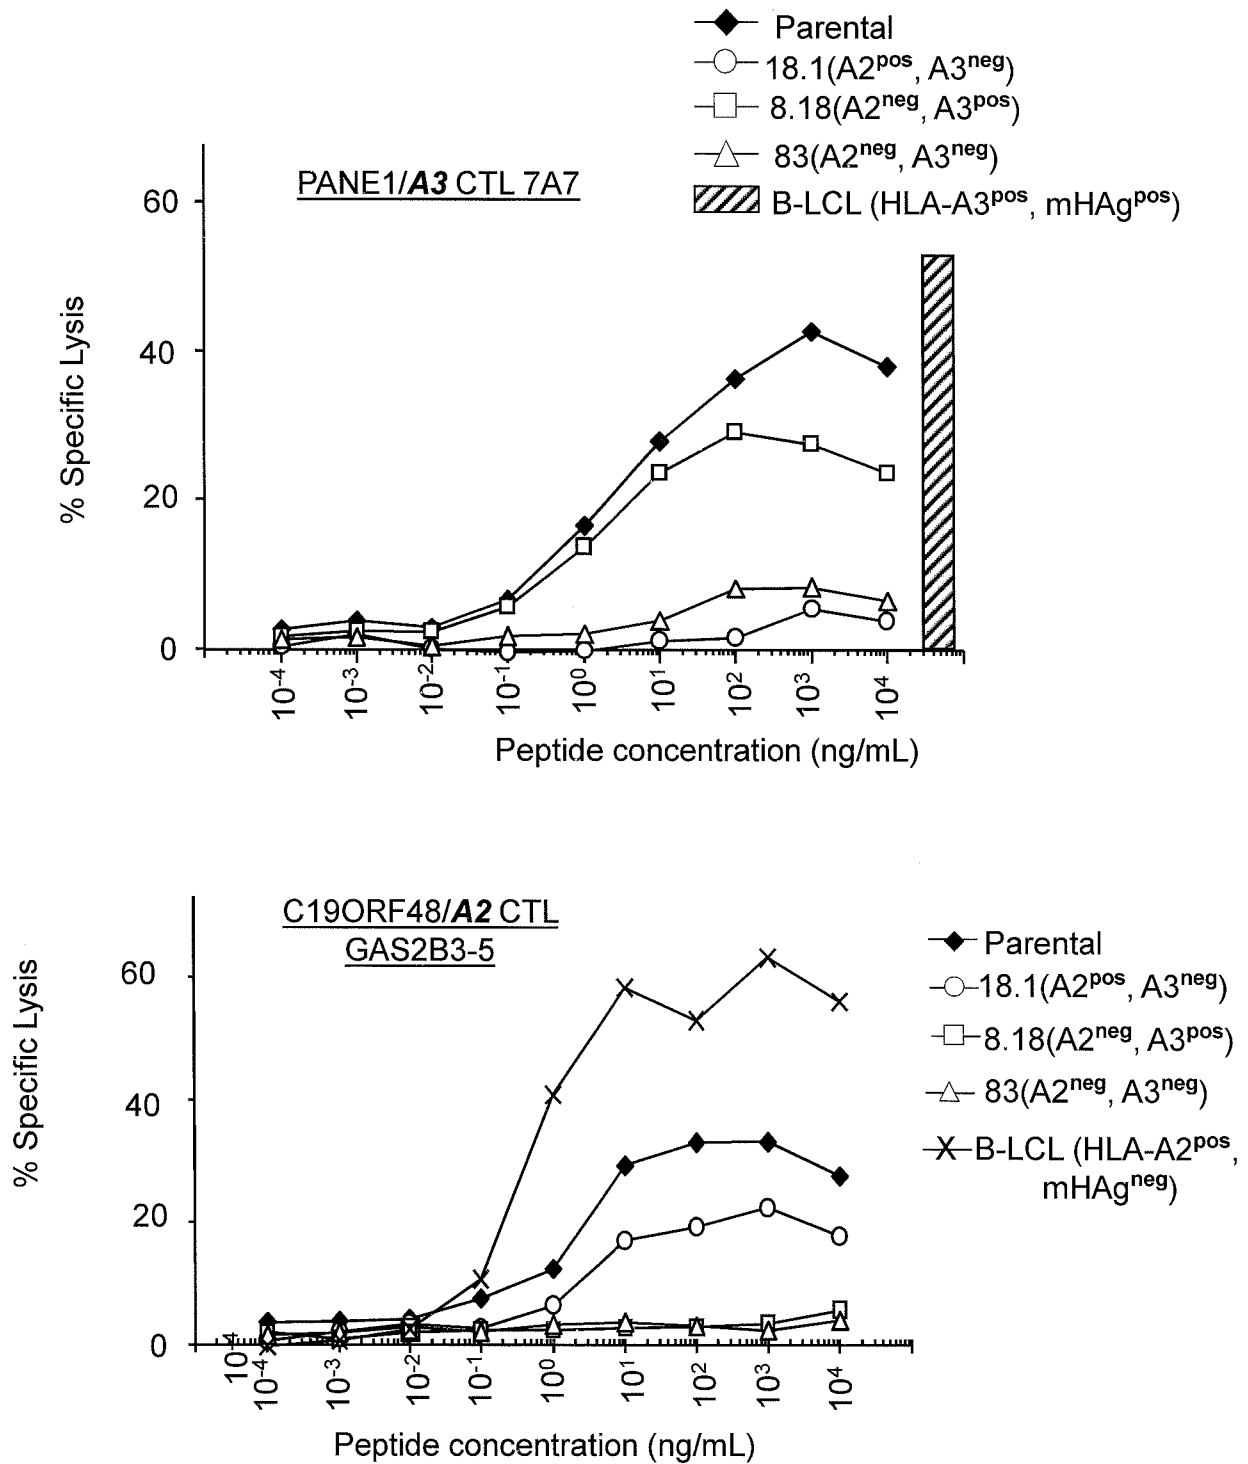 Parental
18.1(A2pos, A3neg)
8.18(A2neg, A3pos)
83(A2neg, A3neg)
B-LCL (HLA-A3pos, mHAgpos)
PANE1/A3 CTL 7A7
60
40
20
0
% Specific Lysis
10-4 10-3 10-2 10-1 100 101 102 103 104
Peptide concentration (ng/mL)
C19ORF48/A2 CTL
GAS2B3-5
Parental
18.1(A2pos, A3neg)
8.18(A2neg, A3pos)
83(A2neg, A3neg)
B-LCL (HLA-A2pos,
mHAgneg)
60
40
20
0
% Specific Lysis
10-4 10-3 10-2 10-1 100 101 102 103 104
Peptide concentration (ng/mL)